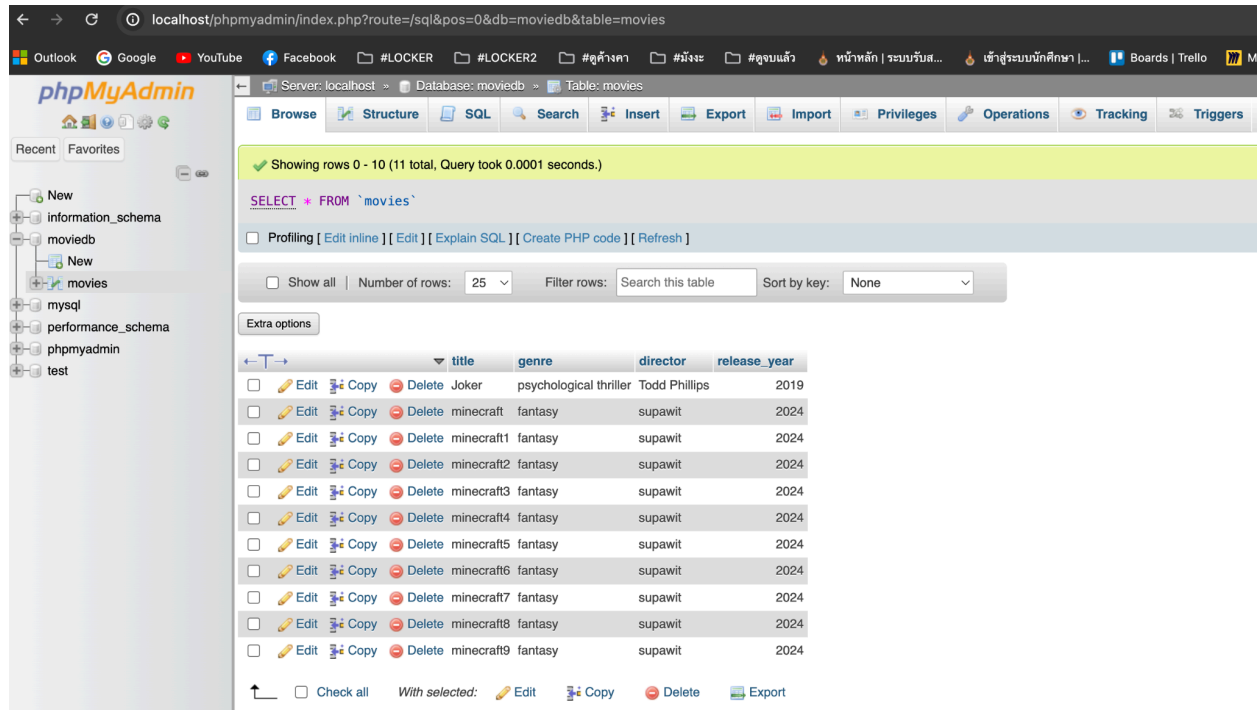 localhost/phpmyadmin/index.php?route=/sql&pos=0&db=moviedb&table=movies
Outlook Google YouTube Facebook #LOCKER #LOCKER2 #ดูค้างคา #มังงะ #ดูจบแล้ว หน้าหลัก | ระบบรับส... เข้าสู่ระบบนักศึกษา |... Boards | Trello M
phpMyAdmin
Recent Favorites
New
information_schema
moviedb
New
movies
mysql
performance_schema
phpmyadmin
test
Server: localhost » Database: moviedb » Table: movies
Browse Structure SQL Search Insert Export Import Privileges Operations Tracking Triggers
Showing rows 0 - 10 (11 total, Query took 0.0001 seconds.)
SELECT * FROM `movies`
Profiling [ Edit inline ] [ Edit ] [ Explain SQL ] [ Create PHP code ] [ Refresh ]
Show all | Number of rows: 25 Filter rows: Search this table Sort by key: None
Extra options
←T→ title genre director release_year
Edit Copy Delete Joker psychological thriller Todd Phillips 2019
Edit Copy Delete minecraft fantasy supawit 2024
Edit Copy Delete minecraft1 fantasy supawit 2024
Edit Copy Delete minecraft2 fantasy supawit 2024
Edit Copy Delete minecraft3 fantasy supawit 2024
Edit Copy Delete minecraft4 fantasy supawit 2024
Edit Copy Delete minecraft5 fantasy supawit 2024
Edit Copy Delete minecraft6 fantasy supawit 2024
Edit Copy Delete minecraft7 fantasy supawit 2024
Edit Copy Delete minecraft8 fantasy supawit 2024
Edit Copy Delete minecraft9 fantasy supawit 2024
Check all With selected: Edit Copy Delete Export